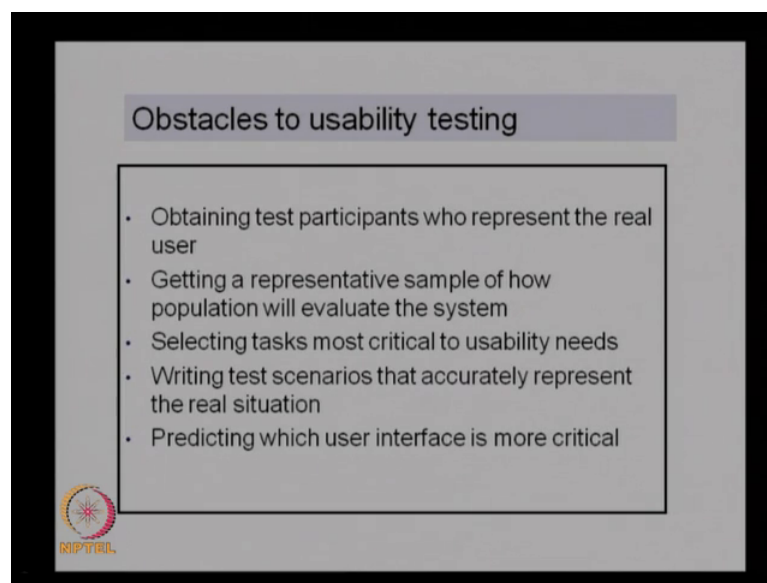 Obstacles to usability testing
• Obtaining test participants who represent the real
user
• Getting a representative sample of how
population will evaluate the system
• Selecting tasks most critical to usability needs
• Writing test scenarios that accurately represent
the real situation
• Predicting which user interface is more critical
NPTEL